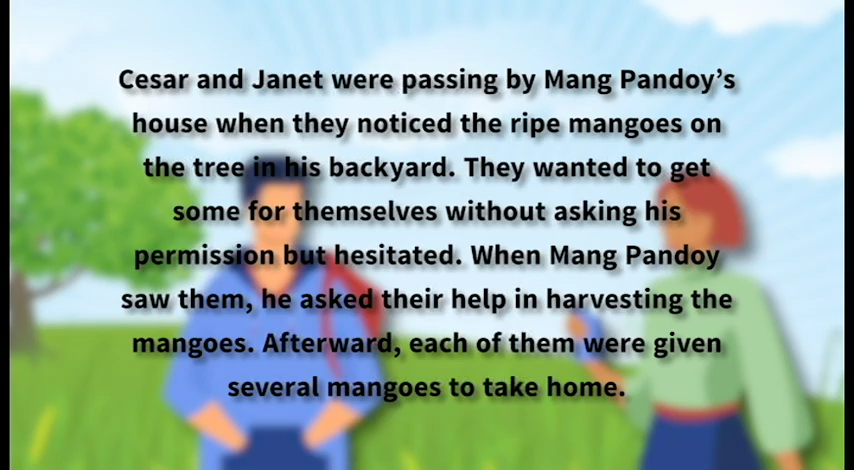 Cesar and Janet were passing by Mang Pandoy’s
house when they noticed the ripe mangoes on
the tree in his backyard. They wanted to get
some for themselves without asking his
permission but hesitated. When Mang Pandoy
saw them, he asked their help in harvesting the
mangoes. Afterward, each of them were given
several mangoes to take home.